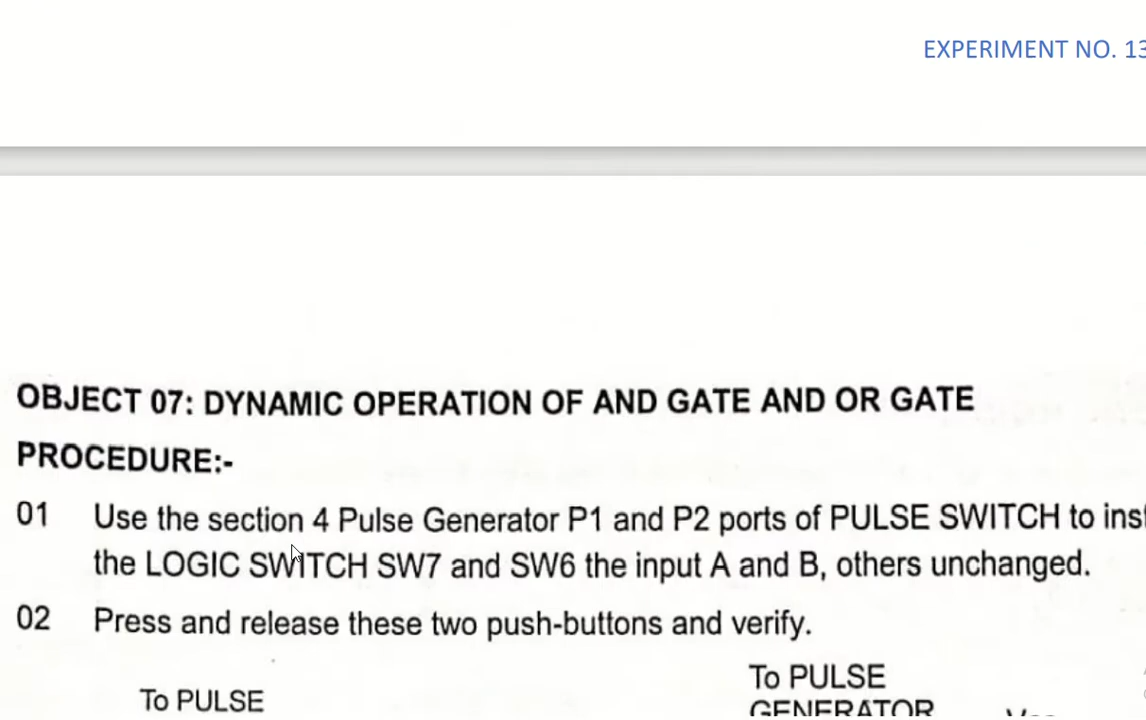 EXPERIMENT NO. 13
OBJECT 07: DYNAMIC OPERATION OF AND GATE AND OR GATE
PROCEDURE:-
01 Use the section 4 Pulse Generator P1 and P2 ports of PULSE SWITCH to
the LOGIC SWITCH SW7 and SW6 the input A and B, others unchanged.
02 Press and release these two push-buttons and verify.
To PULSE
To PULSE
GENERATOR